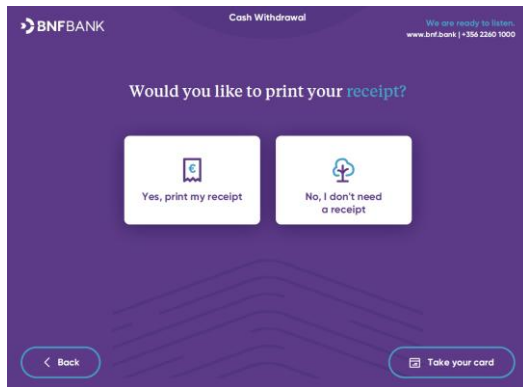 BNFBANK
Cash Withdrawal
We are ready to listen.
www.bnf.bank | +356 2260 1000
Would you like to print your receipt?
€
Yes, print my receipt
No, I don't need
a receipt
Back
Take your card